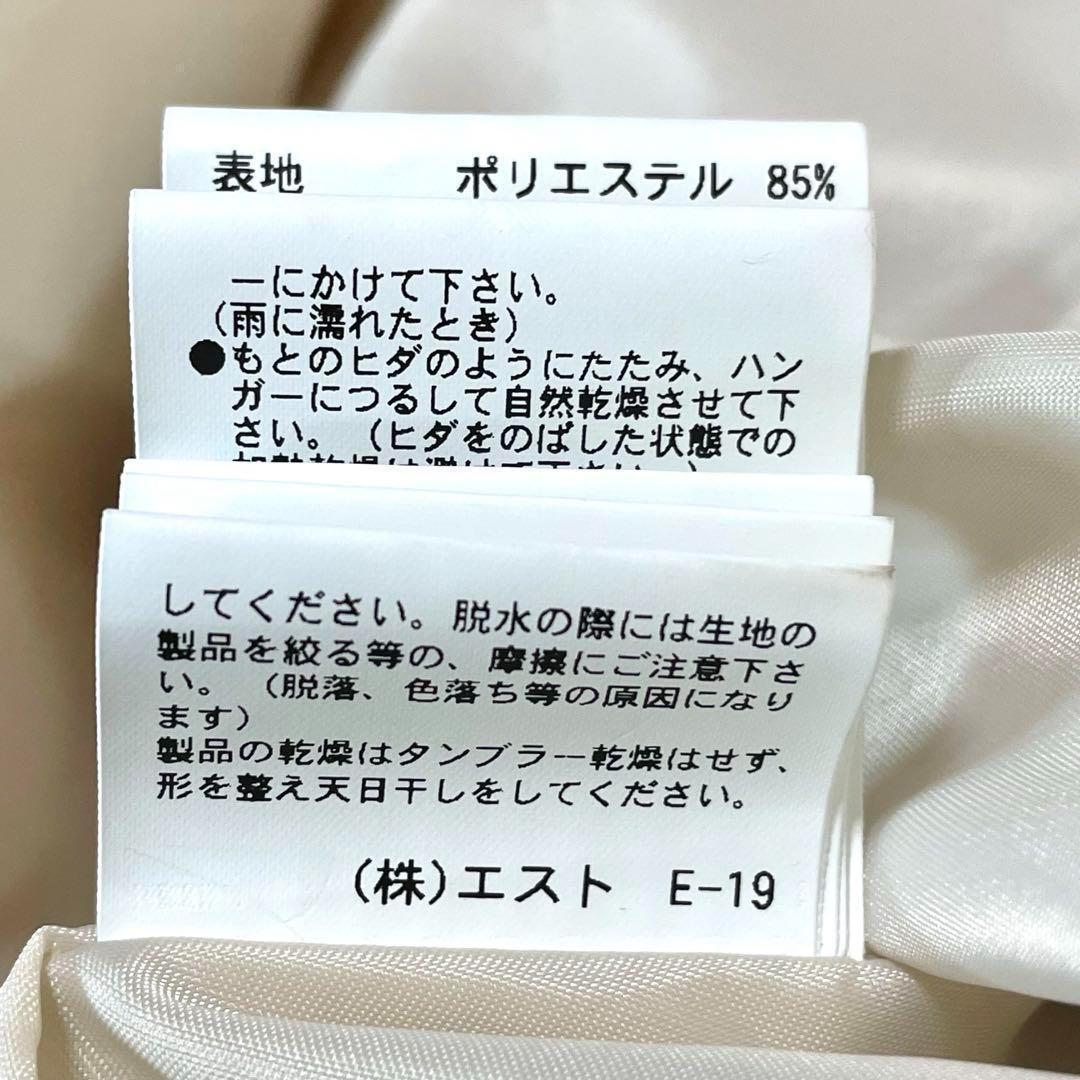 表地 ポリエステル 85%
ーにかけて下さい。
(雨に濡れたとき)
●もとのヒダのようにたたみ、ハン
ガーにつるして自然乾燥させて下
さい。(ヒダをのばした状態での
してください。脱水の際には生地の
製品を絞る等の、摩擦にご注意下さ
い。(脱落、色落ち等の原因になり
ます)
製品の乾燥はタンブラー乾燥はせず、
形を整え天日干しをしてください。
(株)エスト E-19